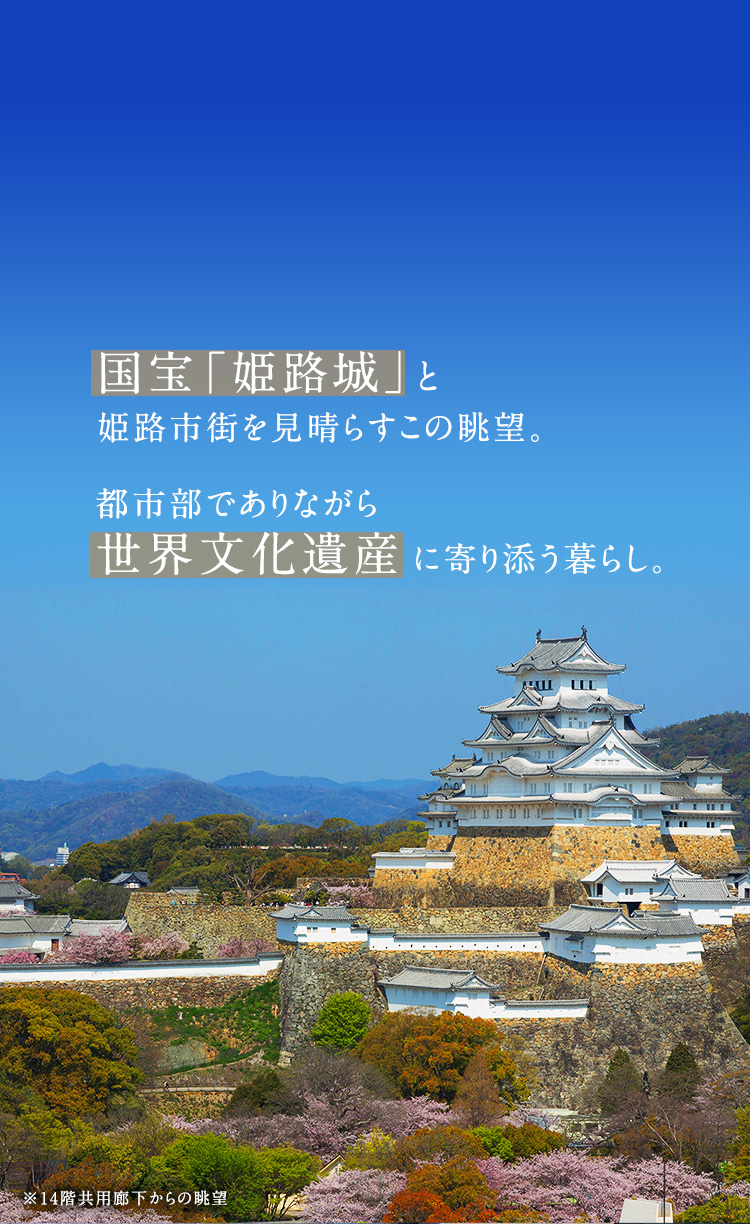 国宝「姫路城」と
姫路市街を見晴らすこの眺望。
都市部でありながら
世界文化遺産に寄り添う暮らし。
※14階共用廊下からの眺望